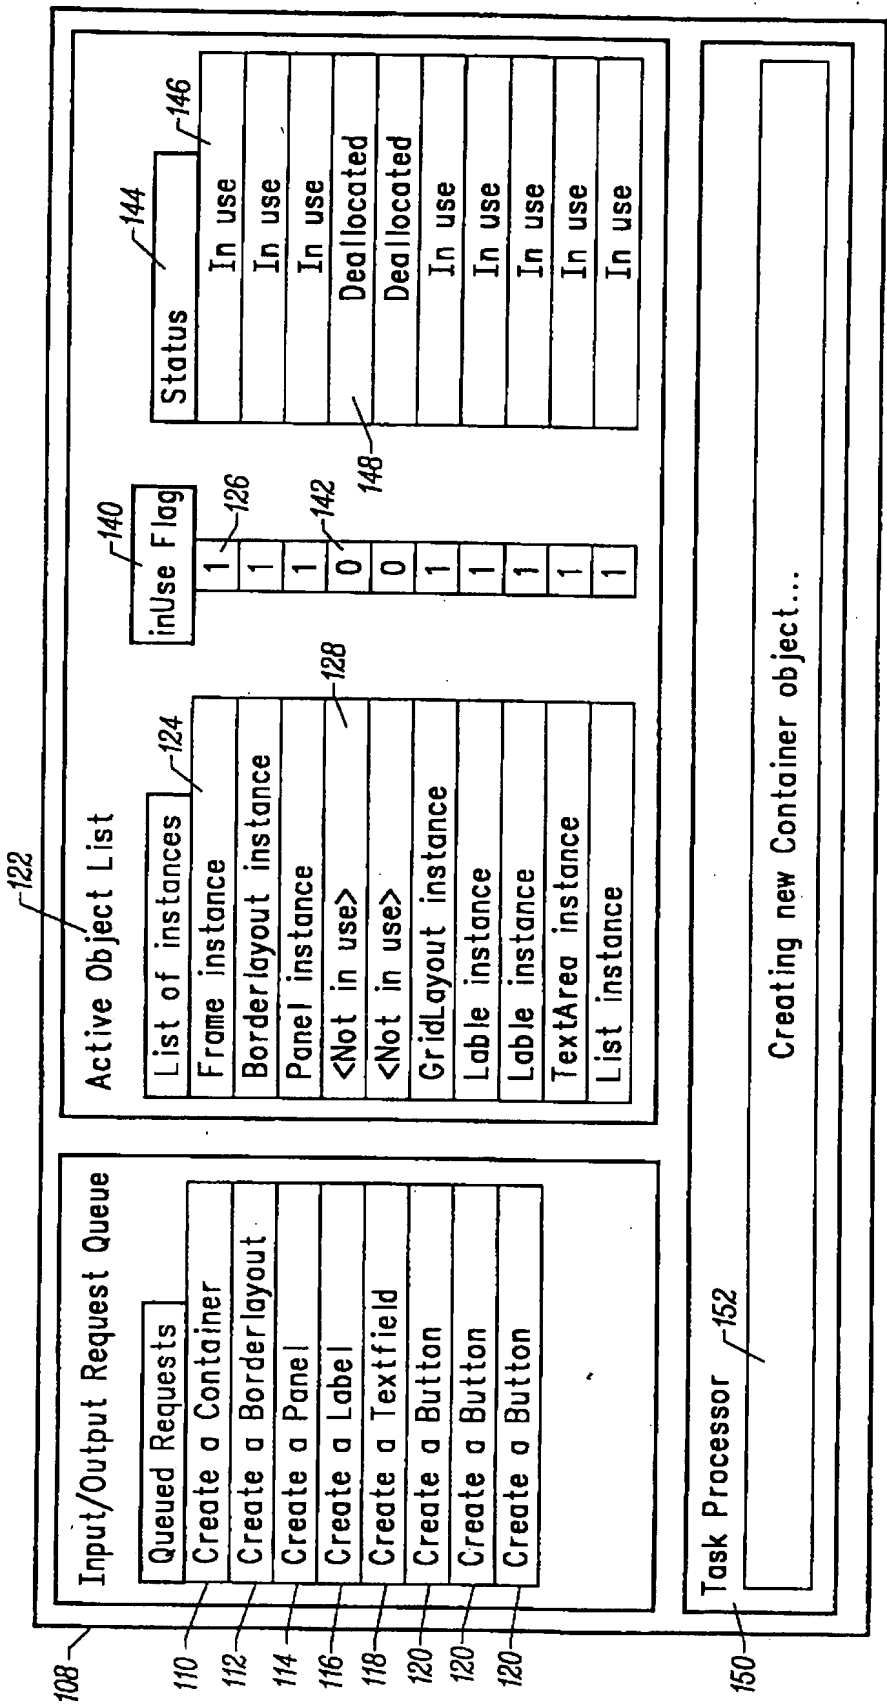 108
Input/Output Request Queue
Queued Requests
110 Create a Container
112 Create a Borderlayout
114 Create a Panel
116 Create a Label
118 Create a Textfield
120 Create a Button
120 Create a Button
120 Create a Button
122
Active Object List
List of instances 124
Frame instance
Borderlayout instance
Panel instance
<Not in use> 128
<Not in use>
GridLayout instance
Lable instance
Lable instance
TextArea instance
List instance
140
inUse Flag
1 126
1
1
0 142
0
1
1
1
1
1
144
Status 146
In use
In use
In use
148 Deallocated
Deallocated
In use
In use
In use
In use
In use
150
Task Processor 152
Creating new Container object...